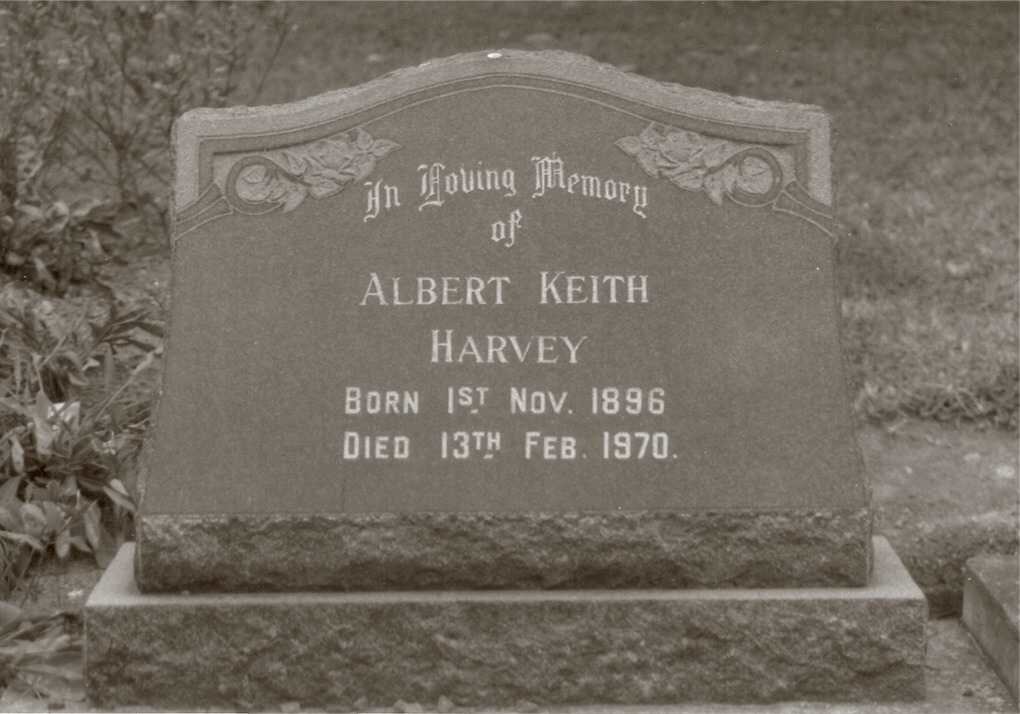 In Loving Memory
of
ALBERT KEITH
HARVEY
BORN 1ST NOV. 1896
DIED 13TH FEB. 1970.